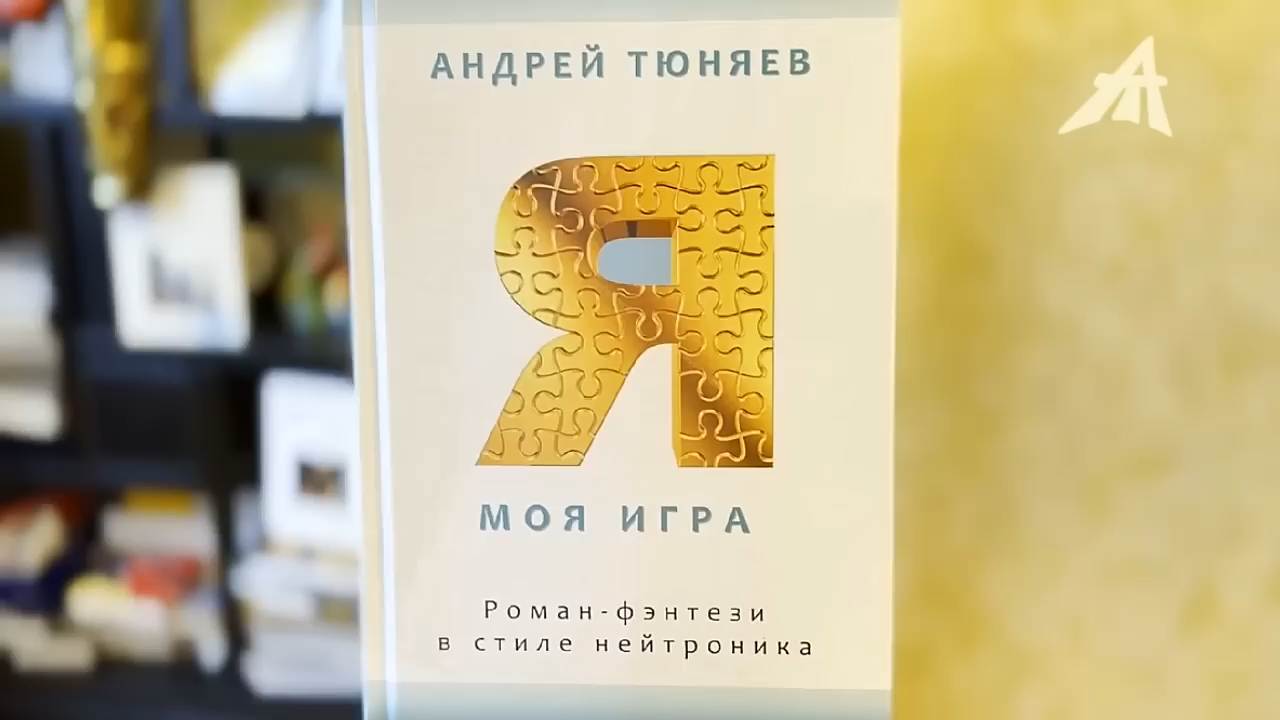 АНДРЕЙ ТЮНЯЕВ
Я
МОЯ ИГРА
Роман-фэнтези
в стиле нейтроника